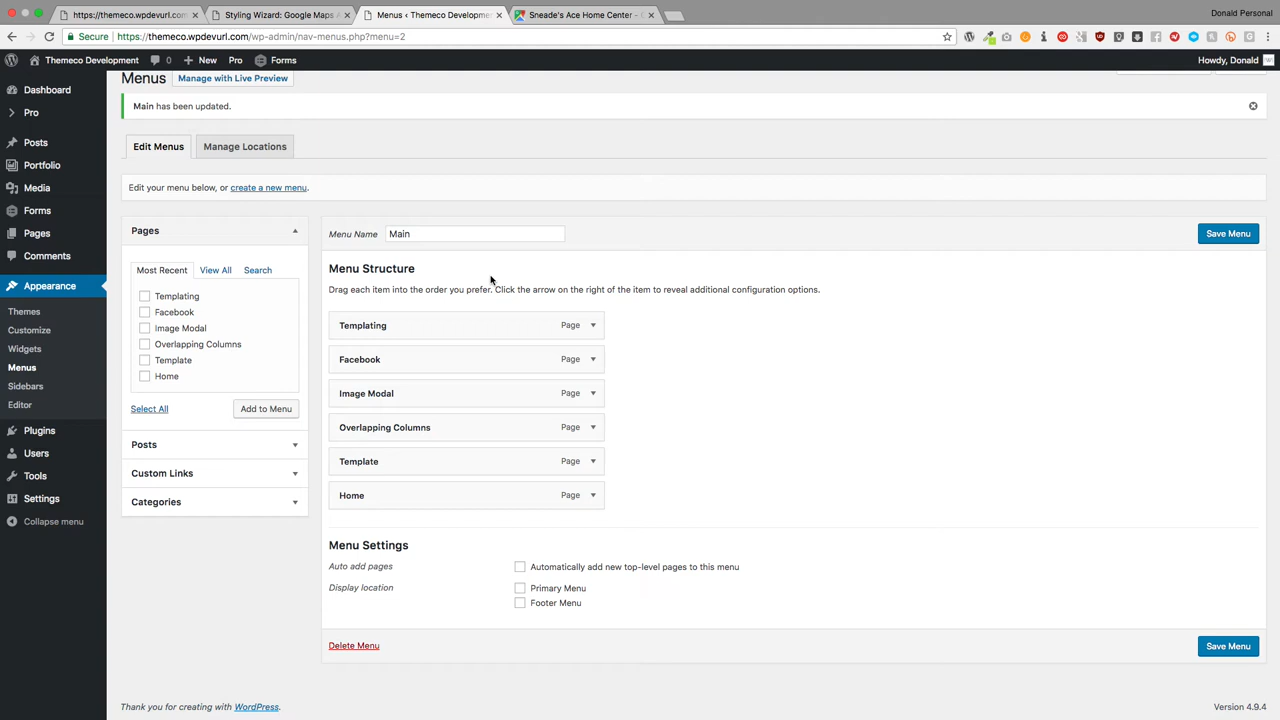 https://themeco.wpdevurl.com ×
Styling Wizard: Google Maps ×
Menus ‹ Themeco Developmen ×
Sneade's Ace Home Center - ×
Donald Personal
Secure | https://themeco.wpdevurl.com/wp-admin/nav-menus.php?menu=2
Themeco Development 0 New Pro Forms Howdy, Donald
Dashboard
Pro
Posts
Portfolio
Media
Forms
Pages
Comments
Appearance
Themes
Customize
Widgets
Menus
Sidebars
Editor
Plugins
Users
Tools
Settings
Collapse menu
Menus Manage with Live Preview
Main has been updated.
Edit Menus Manage Locations
Edit your menu below, or create a new menu.
Pages
Most Recent View All Search
Templating
Facebook
Image Modal
Overlapping Columns
Template
Home
Select All Add to Menu
Posts
Custom Links
Categories
Menu Name Main Save Menu
Menu Structure
Drag each item into the order you prefer. Click the arrow on the right of the item to reveal additional configuration options.
Templating Page
Facebook Page
Image Modal Page
Overlapping Columns Page
Template Page
Home Page
Menu Settings
Auto add pages Automatically add new top-level pages to this menu
Display location Primary Menu
Footer Menu
Delete Menu Save Menu
Thank you for creating with WordPress. Version 4.9.4